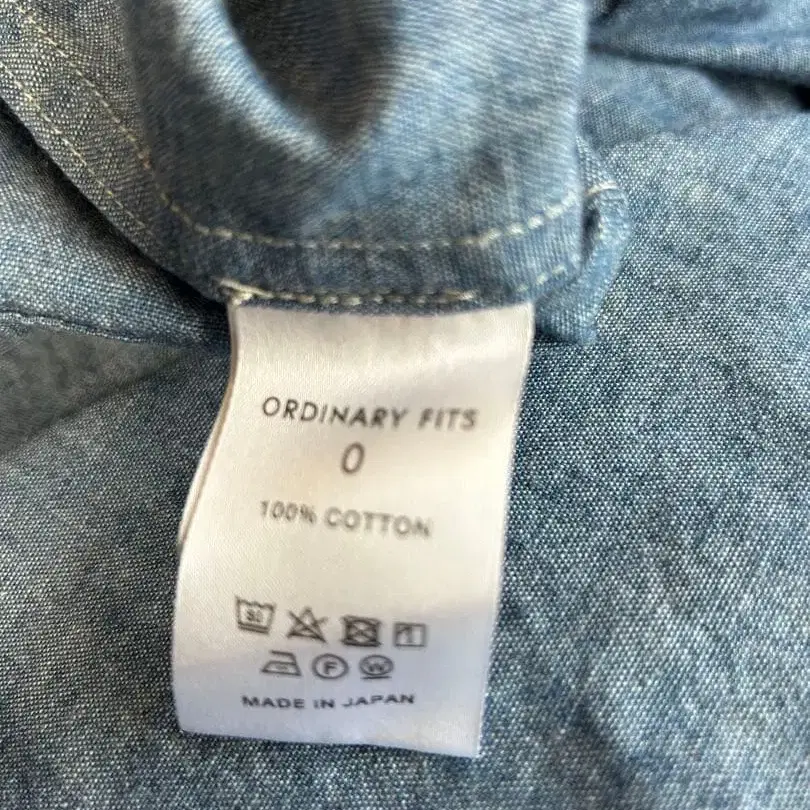 ORDINARY FITS
0
100% COTTON
F W
MADE IN JAPAN